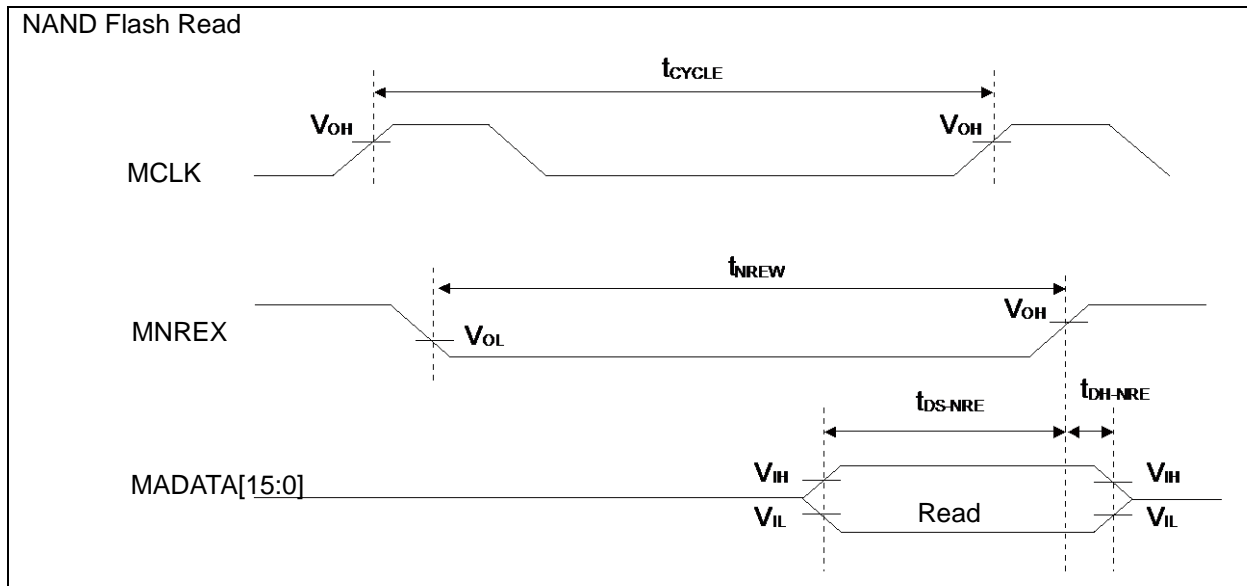 NAND Flash Read
tCYCLE
VOH
VOH
MCLK
tNREW
VOH
MNREX
VOL
tDS-NRE
tDH-NRE
VIH
VIH
MADATA[15:0]
VIL
Read
VIL